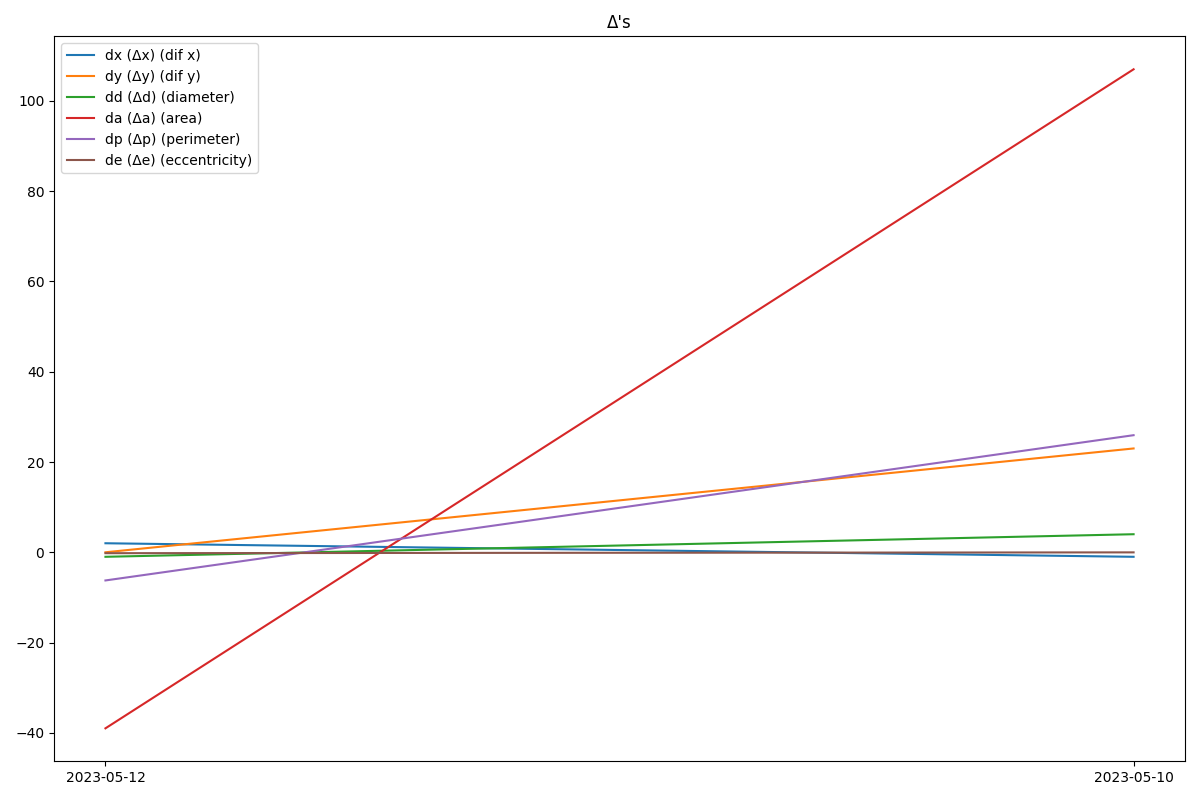 Δ's
dx (Δx) (dif x)
dy (Δy) (dif y)
dd (Δd) (diameter)
da (Δa) (area)
dp (Δp) (perimeter)
de (Δe) (eccentricity)
100
80
60
40
20
0
−20
−40
2023-05-12 2023-05-10